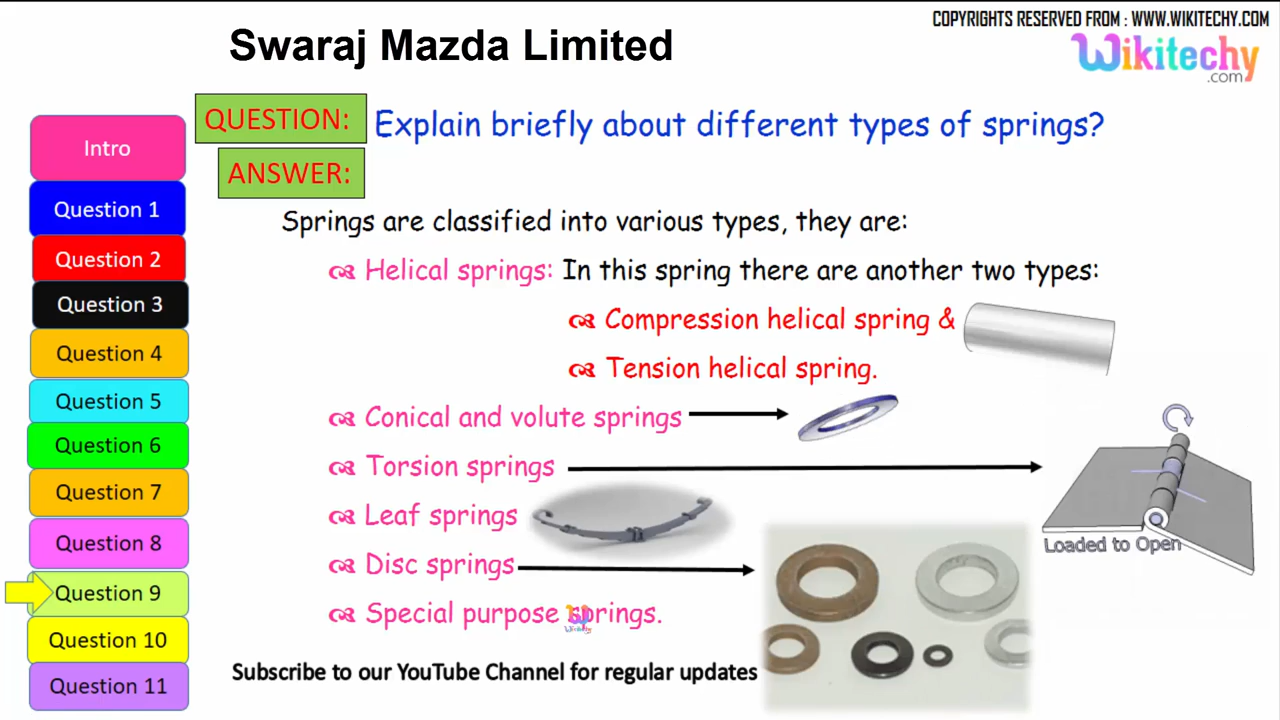 COPYRIGHTS RESERVED FROM : WWW.WIKITECHY.COM
Swaraj Mazda Limited
Wikitechy
.com
QUESTION: Explain briefly about different types of springs?
ANSWER:
Springs are classified into various types, they are:
Helical springs: In this spring there are another two types:
Compression helical spring &
Tension helical spring.
Conical and volute springs
Torsion springs
Leaf springs
Disc springs
Special purpose springs.
Loaded to Open
Wikitechy
Subscribe to our YouTube Channel for regular updates
Intro
Question 1
Question 2
Question 3
Question 4
Question 5
Question 6
Question 7
Question 8
Question 9
Question 10
Question 11